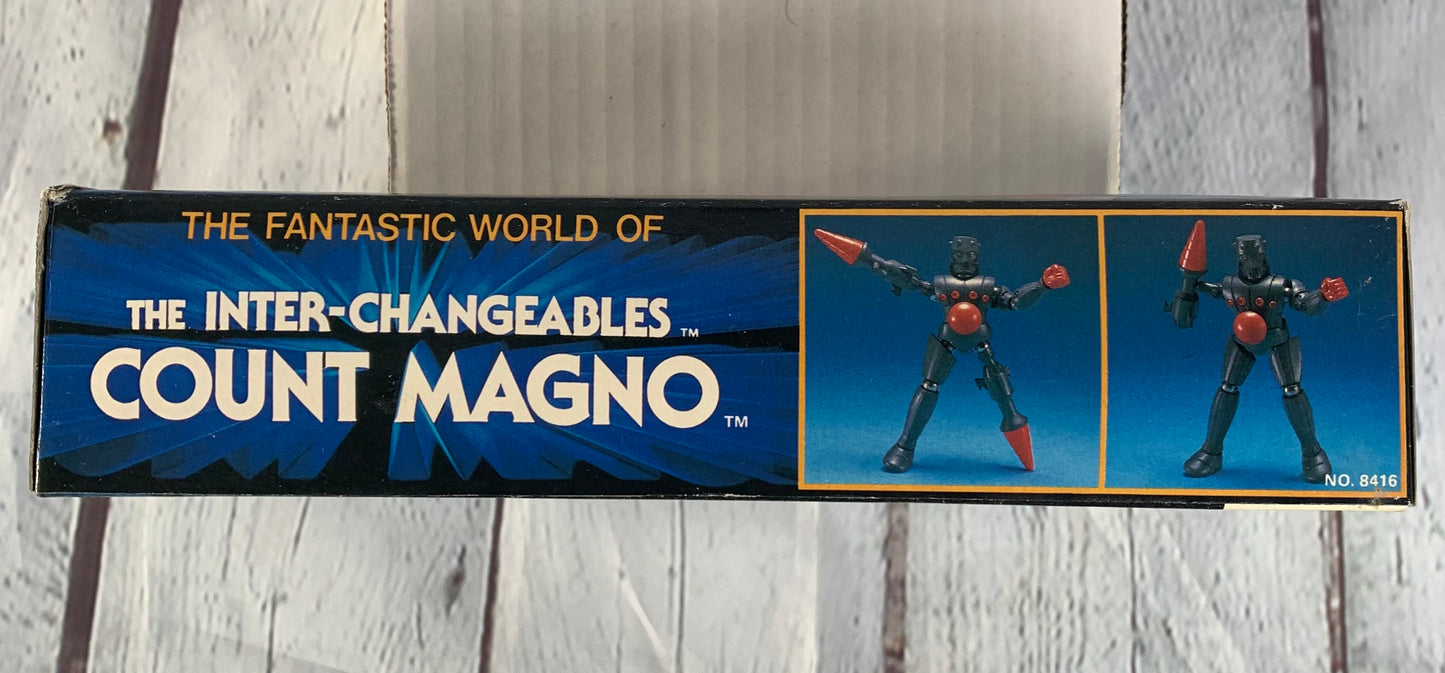 THE FANTASTIC WORLD OF
THE INTER-CHANGEABLES™
COUNT MAGNO™
NO. 8416